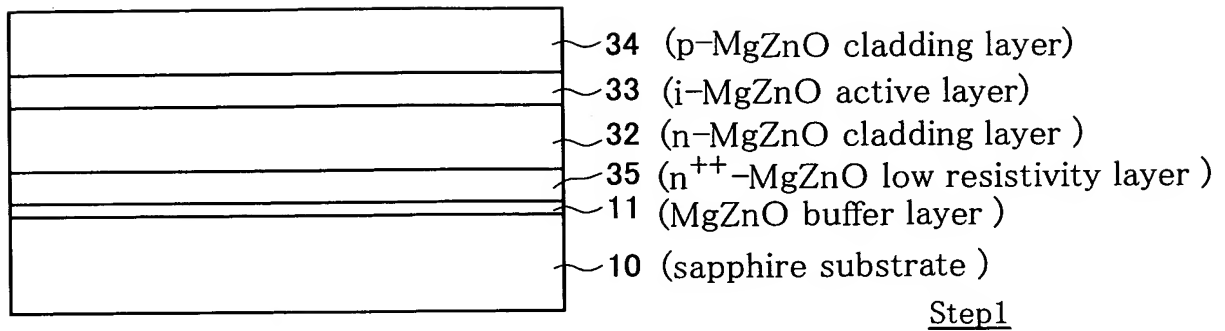 34 (p-MgZnO cladding layer)
33 (i-MgZnO active layer)
32 (n-MgZnO cladding layer )
35 (n⁺⁺-MgZnO low resistivity layer )
11 (MgZnO buffer layer )
10 (sapphire substrate )
Step1